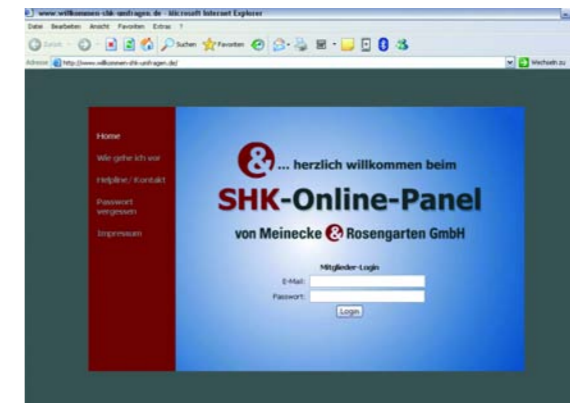 www.willkommen-shk-umfragen.de - Microsoft Internet Explorer
Datei Bearbeiten Ansicht Favoriten Extras ?
Zurück Suchen Favoriten
Adresse http://www.willkommen-shk-umfragen.de/ Wechseln zu
Home
Wie gehe ich vor
Helpline/ Kontakt
Passwort
vergessen
Impressum
& ... herzlich willkommen beim
SHK-Online-Panel
von Meinecke & Rosengarten GmbH
Mitglieder-Login
E-Mail:
Passwort:
Login